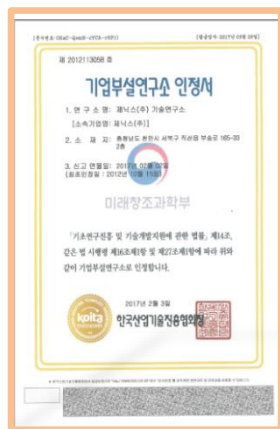 제 2012113058 호
기업부설연구소 인정서
1. 연 구 소 명: 제닉스(주) 기술연구소
[소속기업명: 제닉스(주)]
2. 소 재 지: 충청남도 천안시 서북구 직산읍 부송로 165-09
2층
3. 신고 연월일: 2017년 02월 02일
(최초인정일 : 2012년 10월 15일)
미래창조과학부
「기초연구진흥 및 기술개발지원에 관한 법률」 제14조,
같은 법 시행령 제16조제1항 및 제27조제1항에 따라 위와
같이 기업부설연구소로 인정합니다.
2017년 2월 3일
koita
한국산업기술진흥협회장